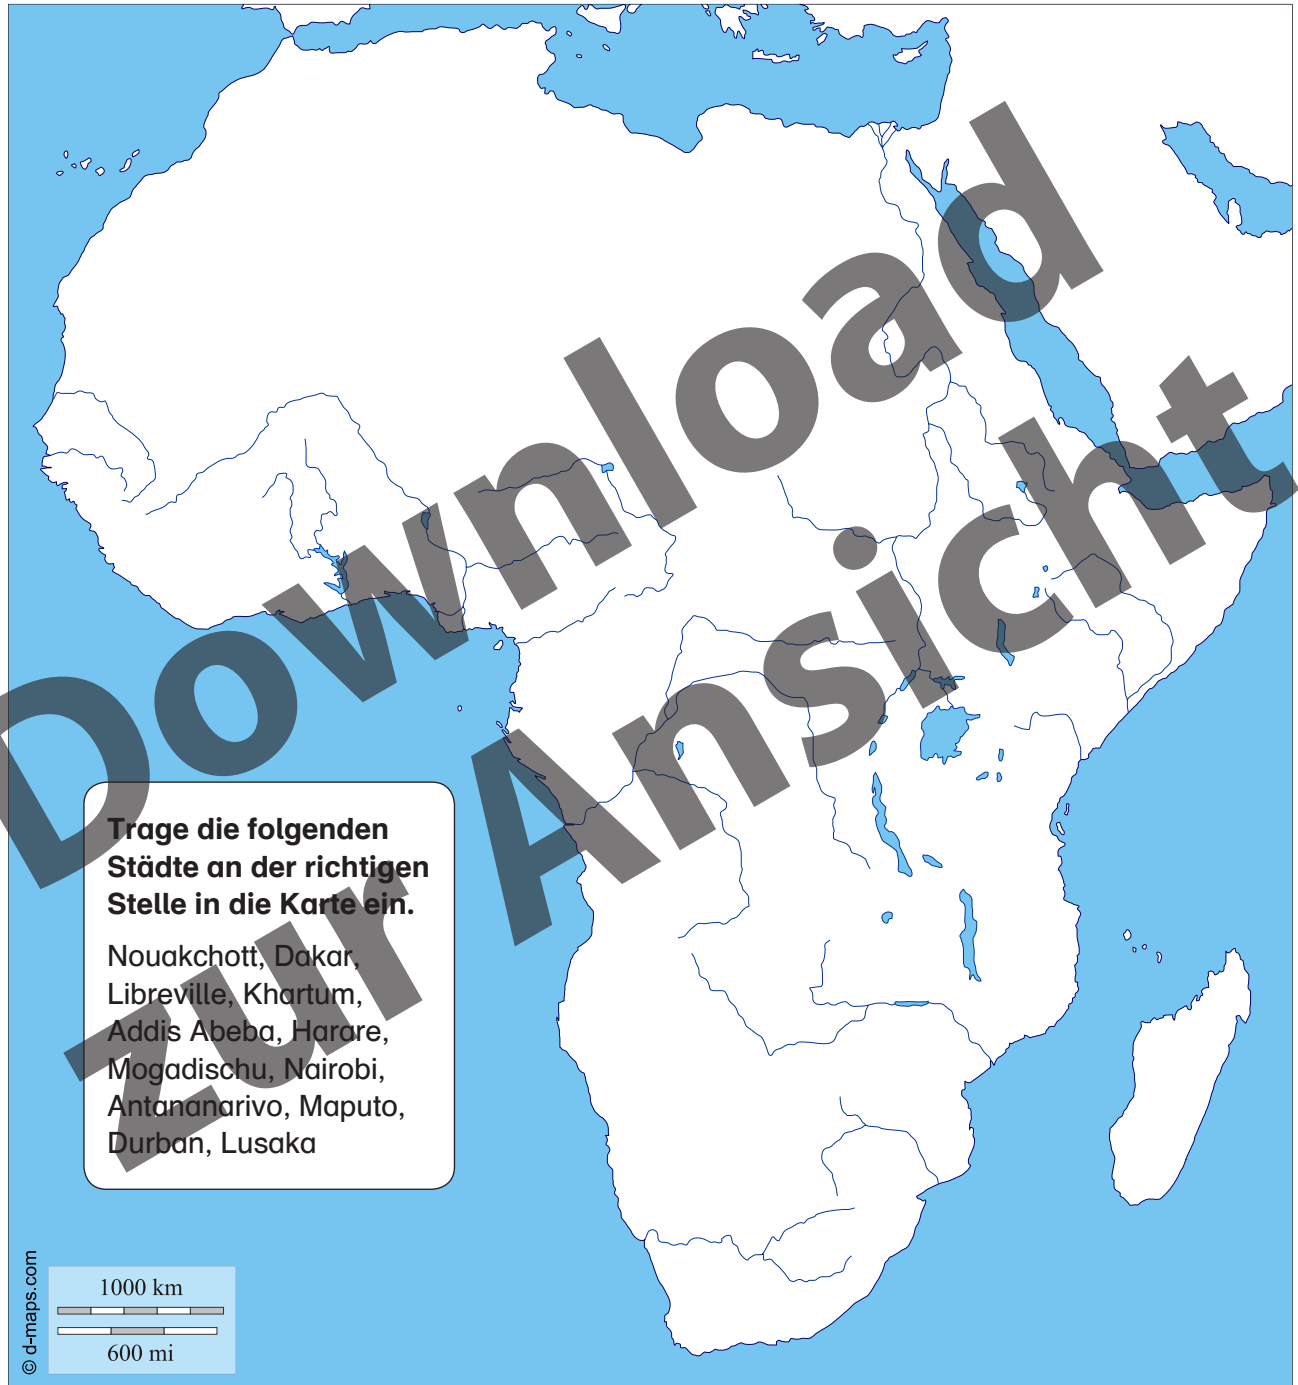 Download
zur Ansicht
Trage die folgenden
Städte an der richtigen
Stelle in die Karte ein.
Nouakchott, Dakar,
Libreville, Khartum,
Addis Abeba, Harare,
Mogadischu, Nairobi,
Antananarivo, Maputo,
Durban, Lusaka
© d-maps.com
1000 km
600 mi